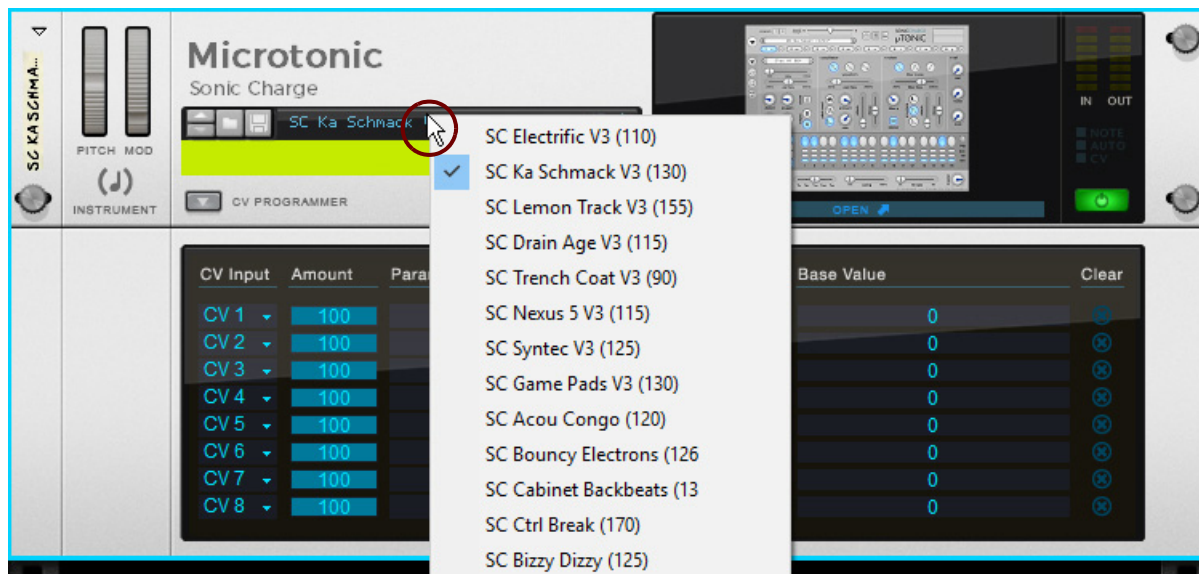 SC KA SCHMA...
PITCH MOD
INSTRUMENT
Microtonic
Sonic Charge
SC Ka Schmack
CV PROGRAMMER
SC Electrific V3 (110)
SC Ka Schmack V3 (130)
SC Lemon Track V3 (155)
SC Drain Age V3 (115)
SC Trench Coat V3 (90)
SC Nexus 5 V3 (115)
SC Syntec V3 (125)
SC Game Pads V3 (130)
SC Acou Congo (120)
SC Bouncy Electrons (126
SC Cabinet Backbeats (13
SC Ctrl Break (170)
SC Bizzy Dizzy (125)
µTONIC
OPEN
IN OUT
NOTE
AUTO
CV
CV Input Amount Para Base Value Clear
CV 1 100 0
CV 2 100 0
CV 3 100 0
CV 4 100 0
CV 5 100 0
CV 6 100 0
CV 7 100 0
CV 8 100 0